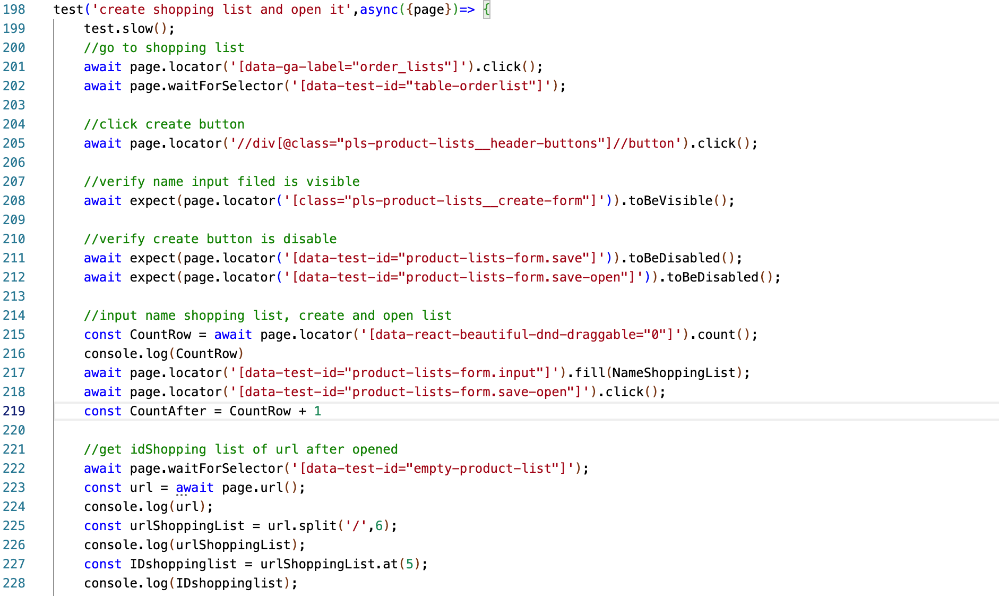 198 test('create shopping list and open it',async({page})=> {
199 test.slow();
200 //go to shopping list
201 await page.locator('[data-ga-label="order_lists"]').click();
202 await page.waitForSelector('[data-test-id="table-orderlist"]');
203
204 //click create button
205 await page.locator('//div[@class="pls-product-lists__header-buttons"]//button').click();
206
207 //verify name input filed is visible
208 await expect(page.locator('[class="pls-product-lists__create-form"]')).toBeVisible();
209
210 //verify create button is disable
211 await expect(page.locator('[data-test-id="product-lists-form.save"]')).toBeDisabled();
212 await expect(page.locator('[data-test-id="product-lists-form.save-open"]')).toBeDisabled();
213
214 //input name shopping list, create and open list
215 const CountRow = await page.locator('[data-react-beautiful-dnd-draggable="0"]').count();
216 console.log(CountRow)
217 await page.locator('[data-test-id="product-lists-form.input"]').fill(NameShoppingList);
218 await page.locator('[data-test-id="product-lists-form.save-open"]').click();
219 const CountAfter = CountRow + 1
220
221 //get idShopping list of url after opened
222 await page.waitForSelector('[data-test-id="empty-product-list"]');
223 const url = await page.url();
224 console.log(url);
225 const urlShoppingList = url.split('/',6);
226 console.log(urlShoppingList);
227 const IDshoppinglist = urlShoppingList.at(5);
228 console.log(IDshoppinglist);